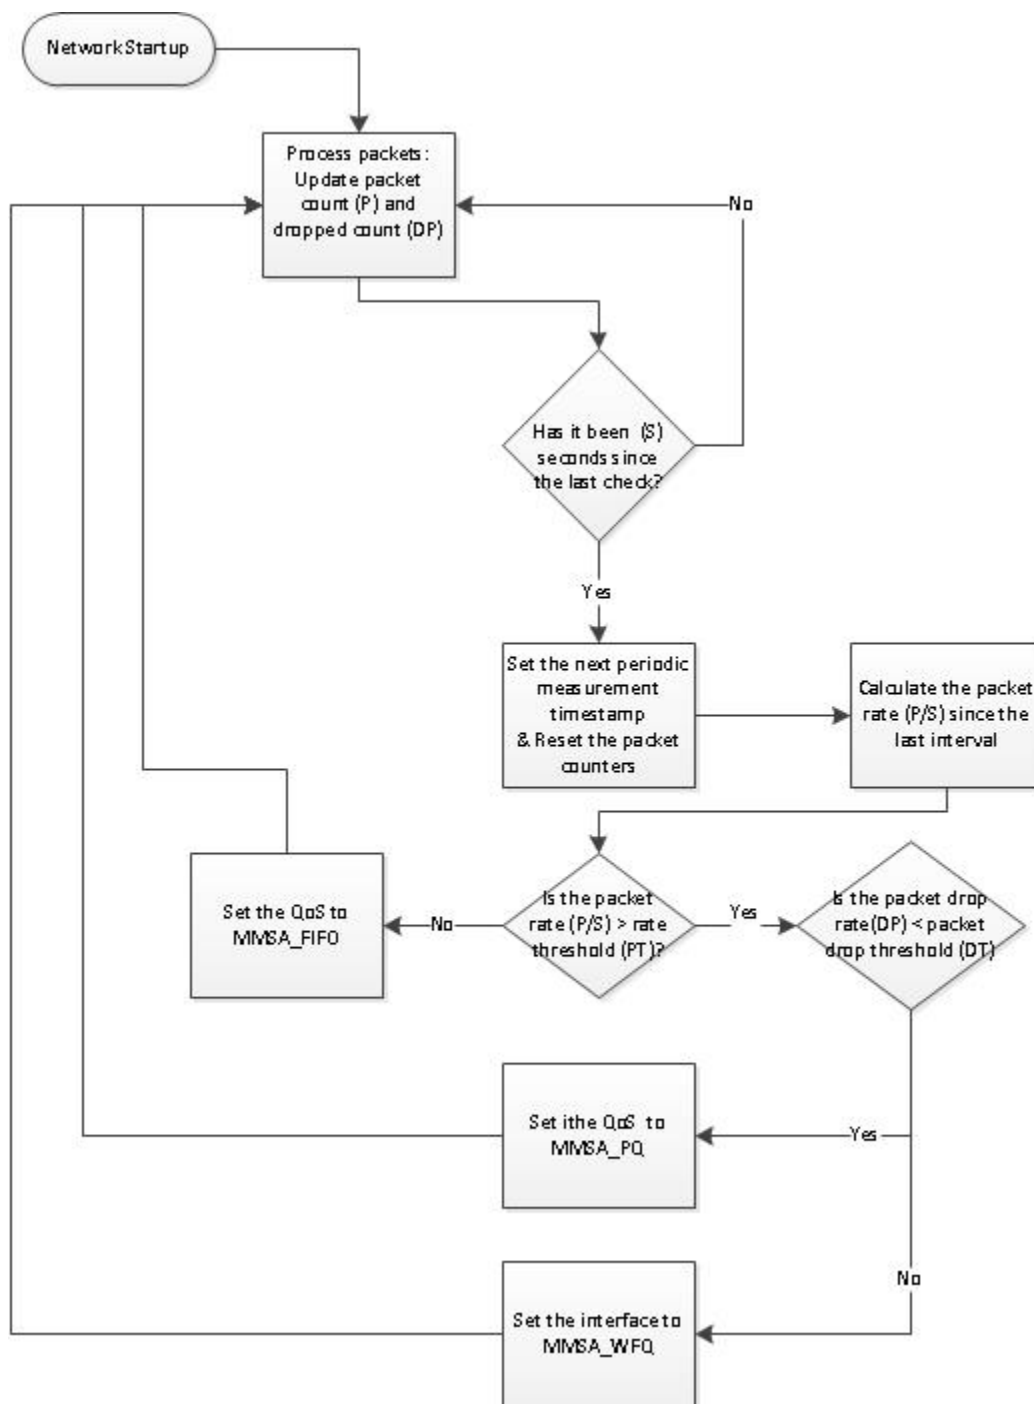 Network Startup
Process packets:
Update packet
count (P) and
dropped count (DP)
No
Has it been (S)
seconds since
the last check?
Yes
Set the next periodic
measurement
timestamp
& Reset the packet
counters
Calculate the packet
rate (P/S) since the
last interval
Set the QoS to
MMSA_FIFO
No
Is the packet
rate (P/S) > rate
threshold (PT)?
Yes
Is the packet drop
rate(DP) < packet
drop threshold (DT)
Set ithe QoS to
MMSA_PQ
Yes
No
Set the interface to
MMSA_WFQ